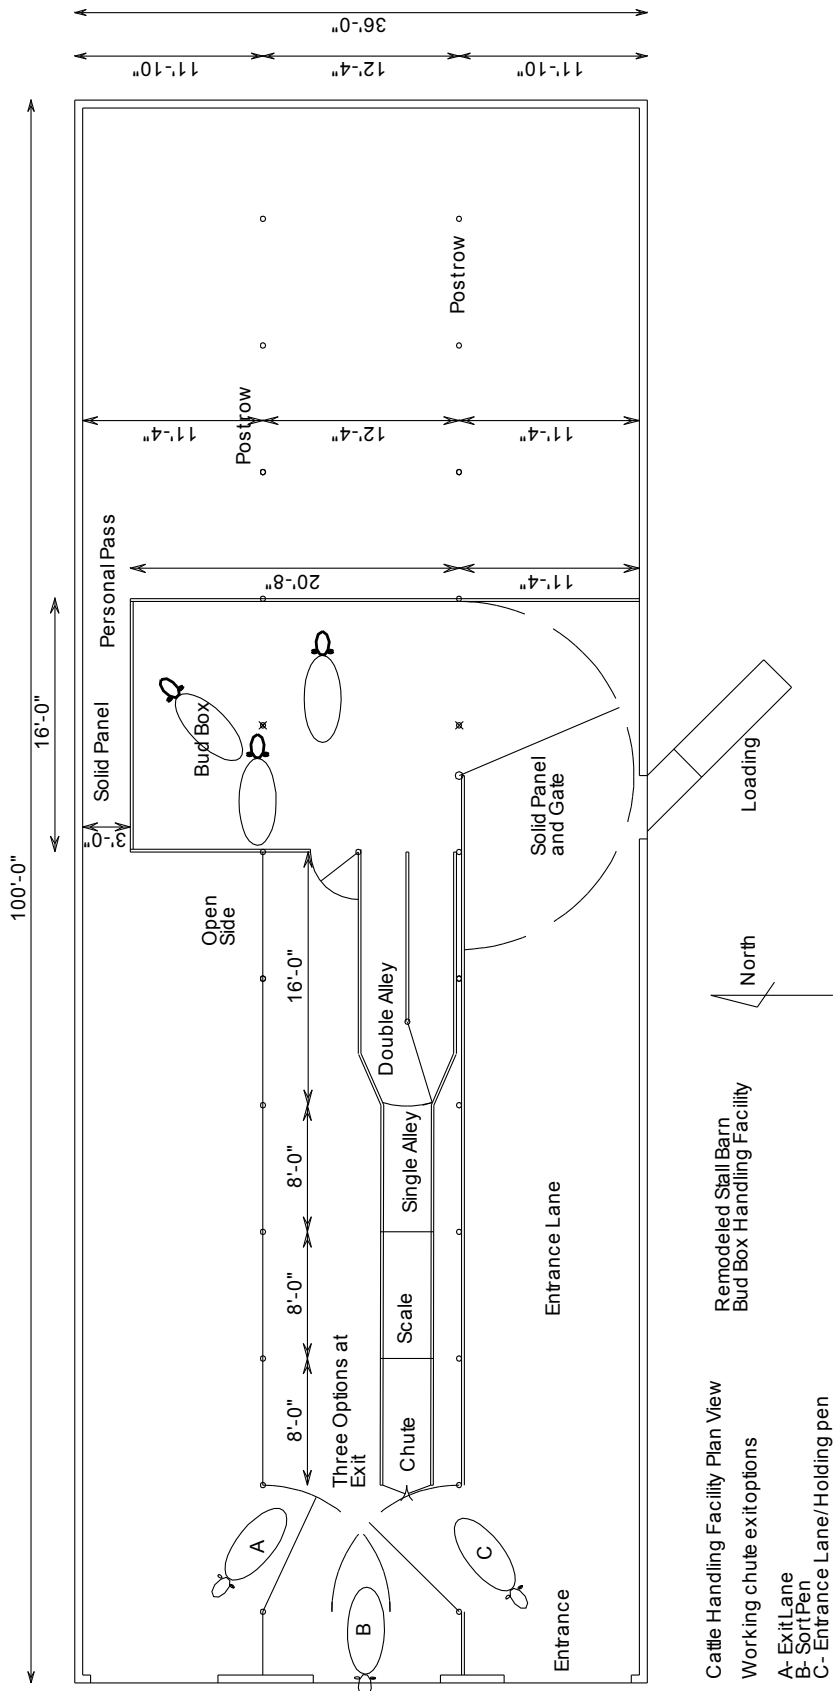 36'-0"
11'-10"
12'-4"
11'-10"
100'-0"
Postrow
Postrow
11'-4"
12'-4"
11'-4"
Personal Pass
20'-8"
11'-4"
16'-0"
Solid Panel
3'-0"
Bud Box
Solid Panel
and Gate
Loading
Open
Side
16'-0"
Double Alley
North
8'-0"
Single Alley
8'-0"
Scale
Entrance Lane
8'-0"
Three Options at
Exit
Chute
A
B
C
Entrance
Remodeled Stall Barn
Bud Box Handling Facility
Cattle Handling Facility Plan View
Working chute exit options
A- Exit Lane
B- Sort Pen
C- Entrance Lane/Holding pen